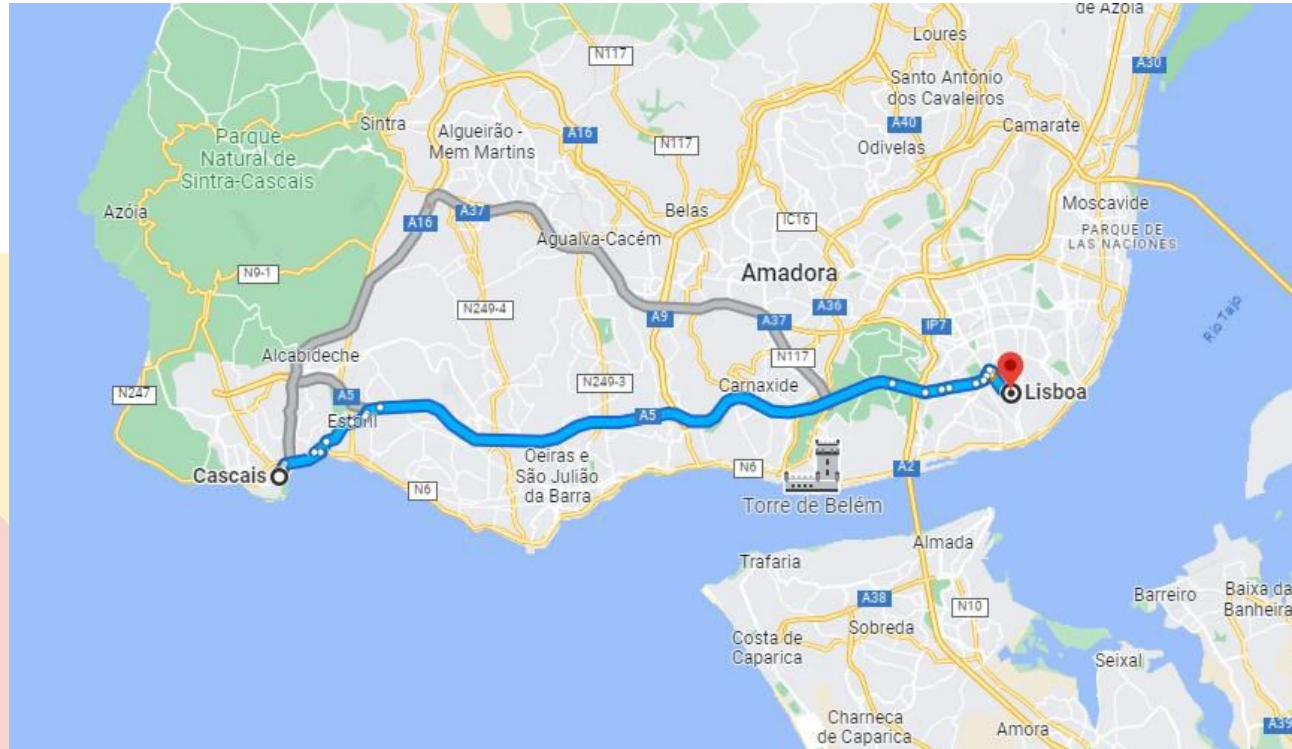 de Azóia
Loures
N117
A30
Santo António
dos Cavaleiros
Sintra
Algueirão -
Mem Martins
A16
A40
Camarate
Parque
Natural de
Sintra-Cascais
N117
Odivelas
Azóia
A16
A37
Belas
Moscavide
IC16
PARQUE DE
LAS NACIONES
Agualva-Cacém
N9-1
Amadora
N249-4
A9
A37
A36
IP7
Río Tajo
Alcabideche
N117
N247
A5
N249-3
Carnaxide
Lisboa
Estoril
A5
Oeiras e
São Julião
da Barra
Cascais
N6
N6
A2
Torre de Belém
Almada
Trafaria
A38
N10
Barreiro
Baixa da
Banheira
Costa de
Caparica
Sobreda
Seixal
Charneca
de Caparica
Amora
A39